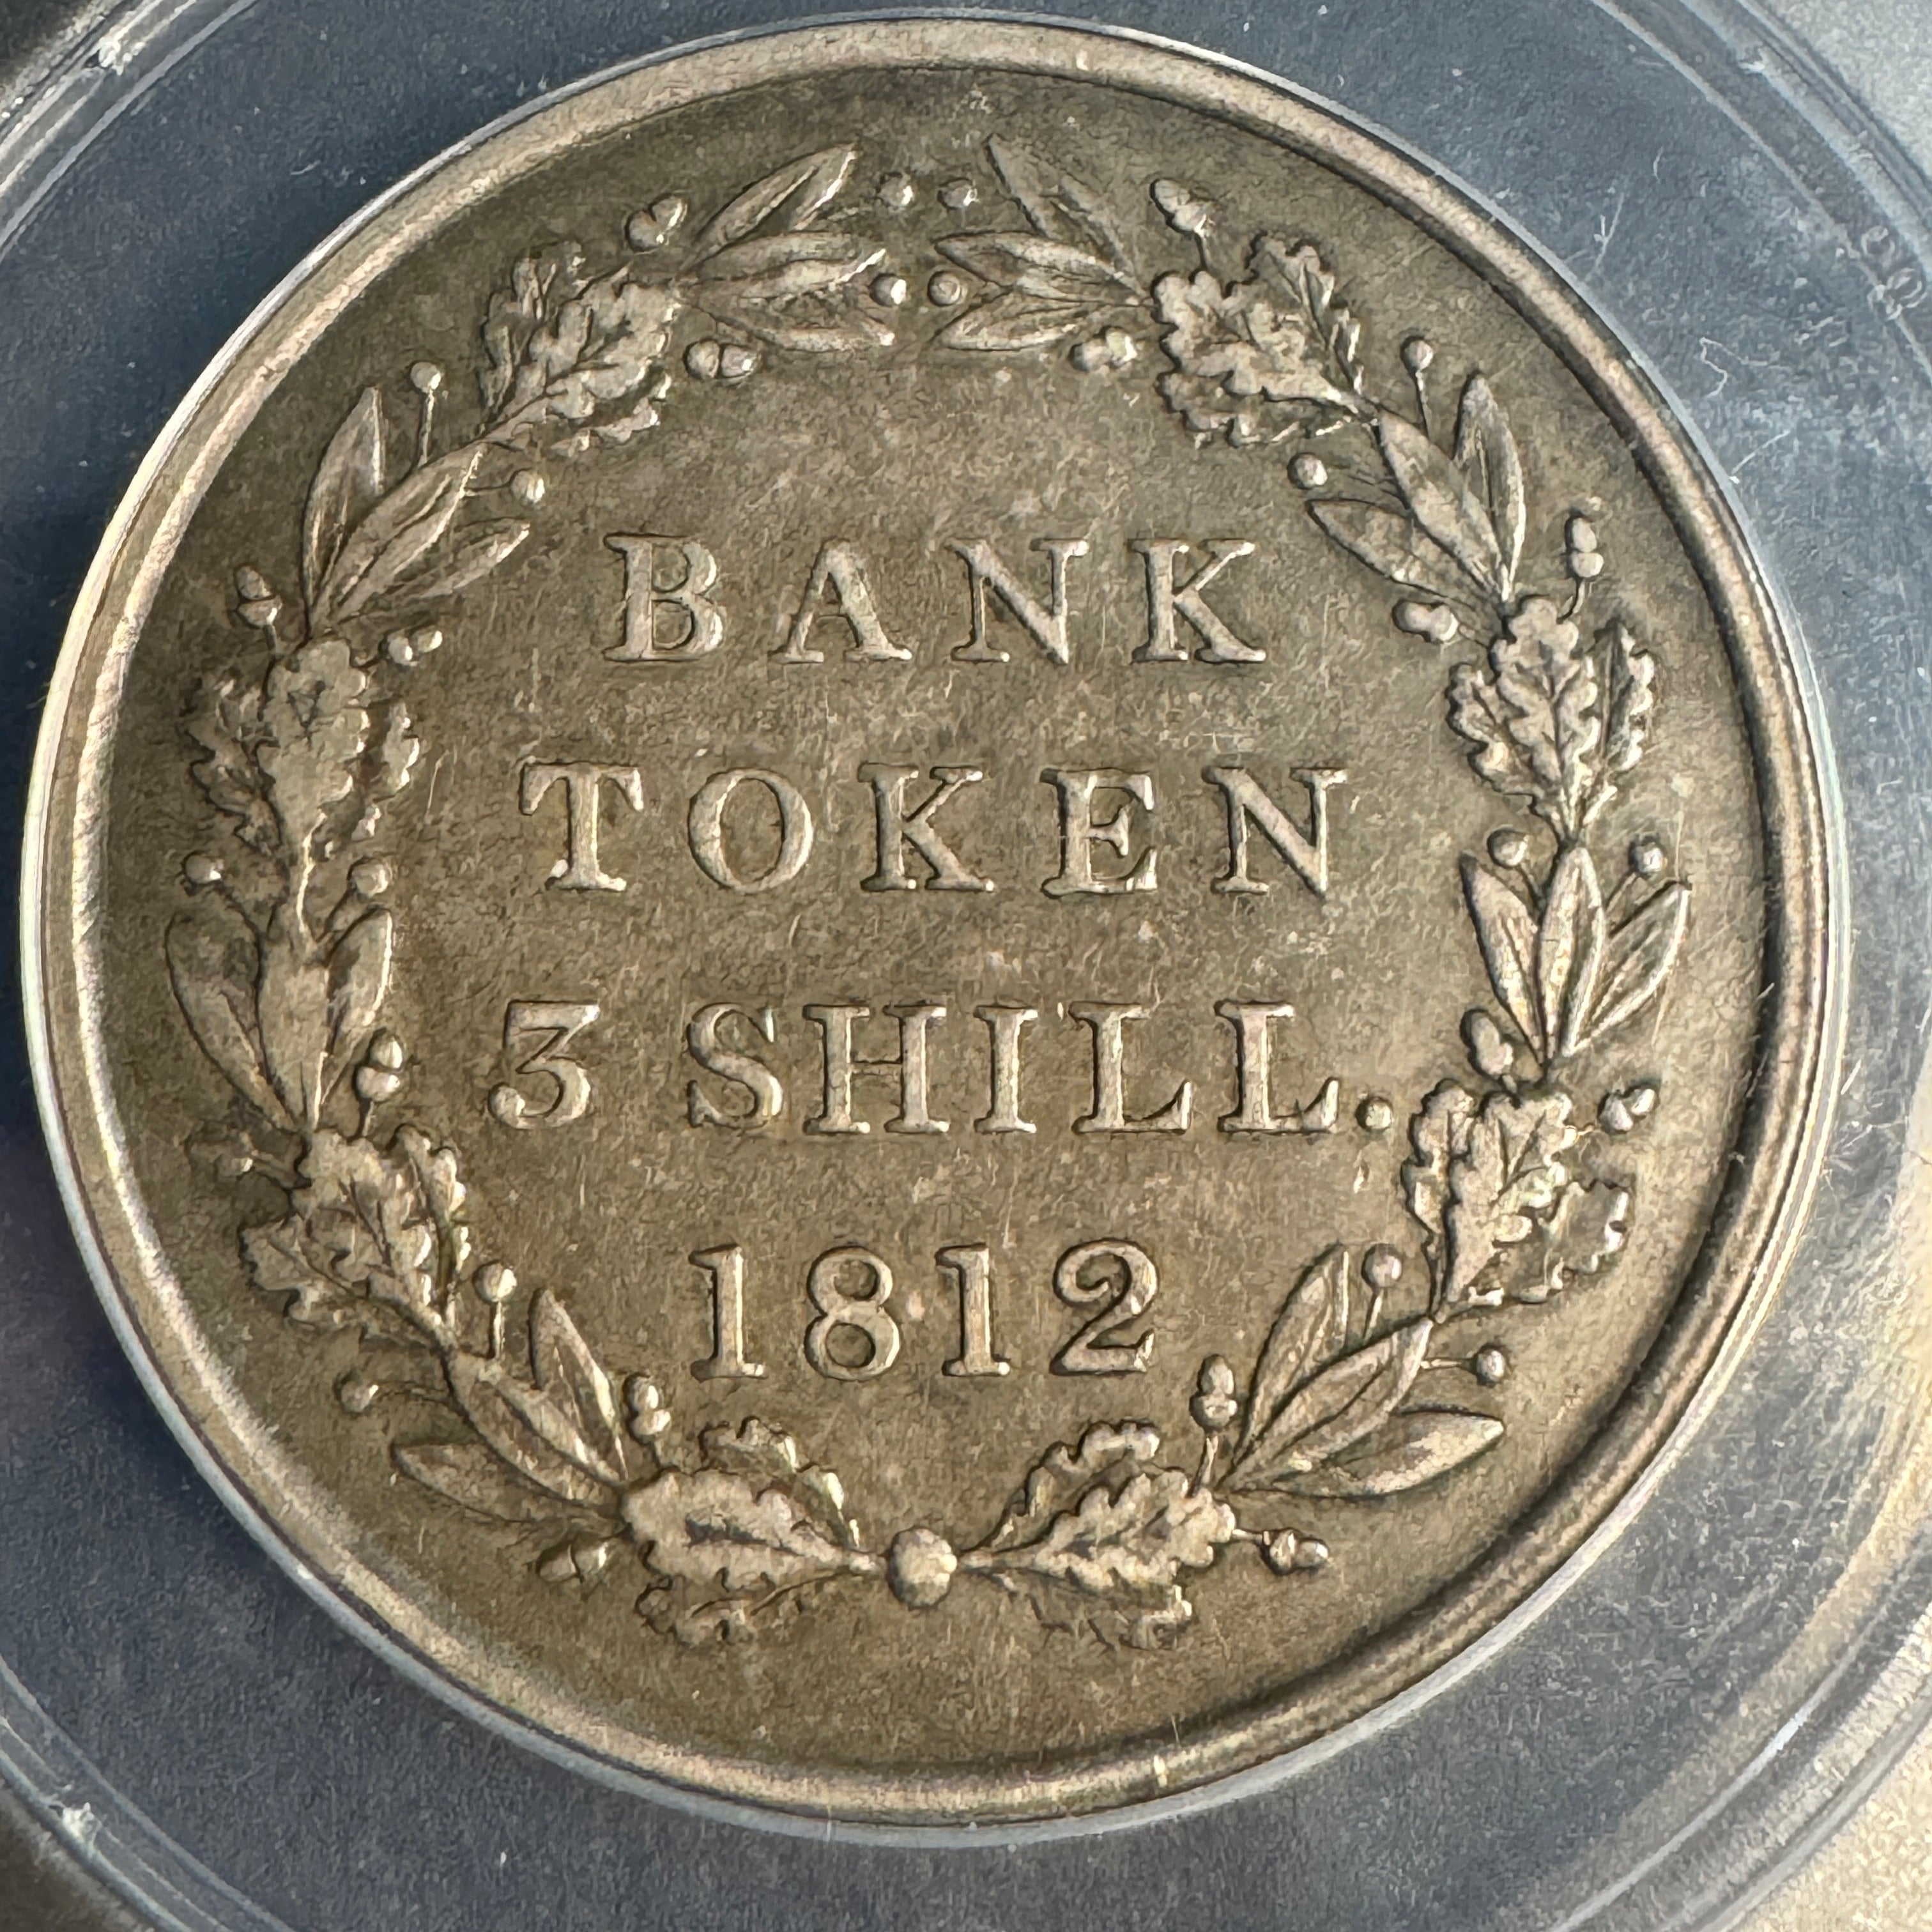 BANK
TOKEN
3 SHILL.
1812